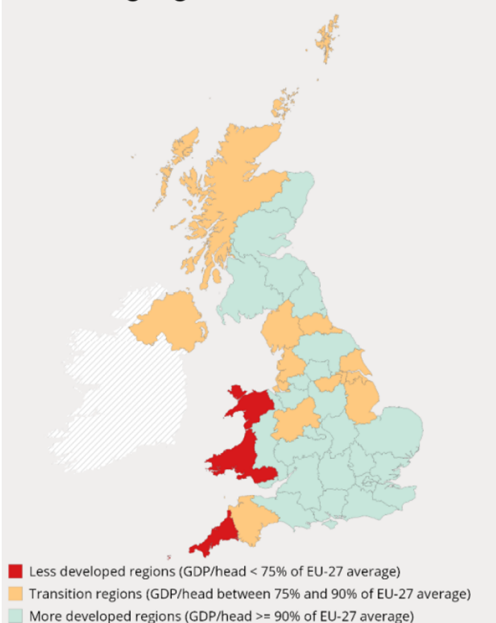 Less developed regions (GDP/head < 75% of EU-27 average)
Transition regions (GDP/head between 75% and 90% of EU-27 average)
More developed regions (GDP/head >= 90% of EU-27 average)